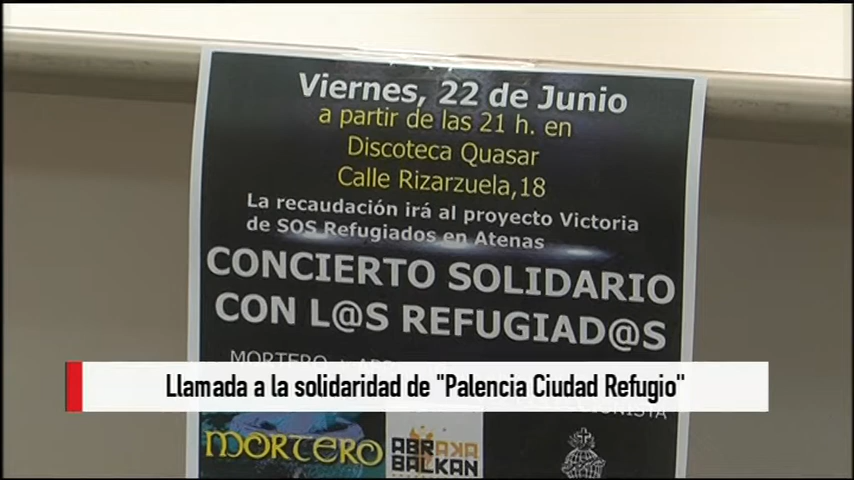 Viernes, 22 de Junio
a partir de las 21 h. en
Discoteca Quasar
Calle Rizarzuela,18
La recaudación irá al proyecto Victoria
de SOS Refugiados en Atenas
CONCIERTO SOLIDARIO
CON L@S REFUGIAD@S
MORTERO
Llamada a la solidaridad de "Palencia Ciudad Refugio"
MORTERO
ABRAKA
BALKAN